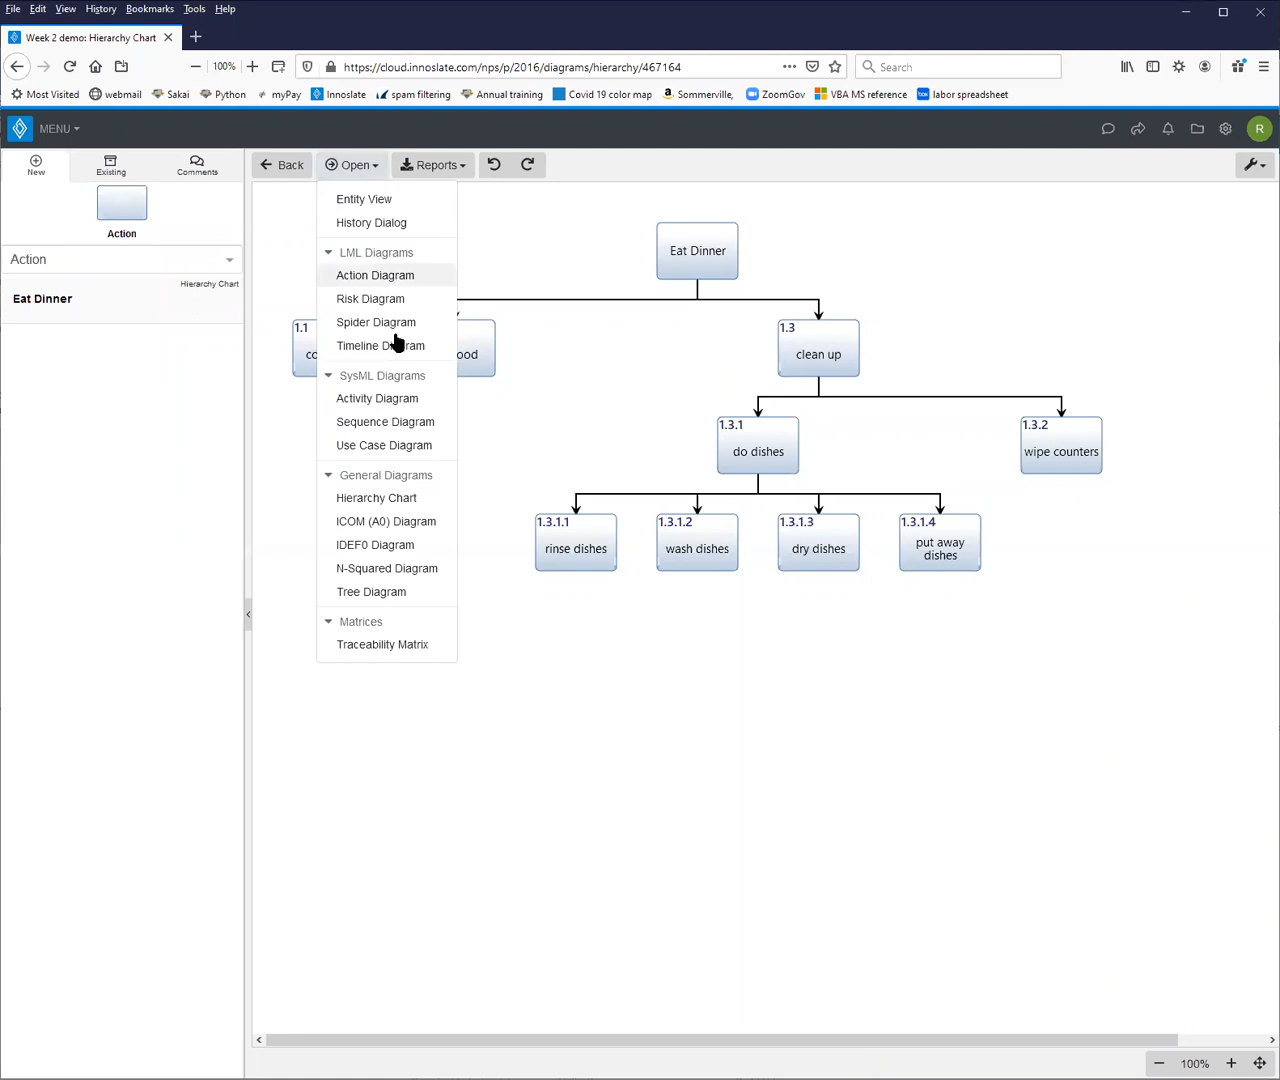 File Edit View History Bookmarks Tools Help
Week 2 demo: Hierarchy Chart
100% https://cloud.innoslate.com/nps/p/2016/diagrams/hierarchy/467164 Search
Most Visited webmail Sakai Python myPay Innoslate spam filtering Annual training Covid 19 color map Sommerville, ZoomGov VBA MS reference labor spreadsheet
MENU R
New Existing Comments
Back Open Reports
Action
Action
Hierarchy Chart
Eat Dinner
Entity View
History Dialog
LML Diagrams
Action Diagram
Risk Diagram
Spider Diagram
Timeline Diagram
SysML Diagrams
Activity Diagram
Sequence Diagram
Use Case Diagram
General Diagrams
Hierarchy Chart
ICOM (A0) Diagram
IDEF0 Diagram
N-Squared Diagram
Tree Diagram
Matrices
Traceability Matrix
Eat Dinner
1.1
1.3
clean up
1.3.1
do dishes
1.3.2
wipe counters
1.3.1.1
rinse dishes
1.3.1.2
wash dishes
1.3.1.3
dry dishes
1.3.1.4
put away
dishes
100%